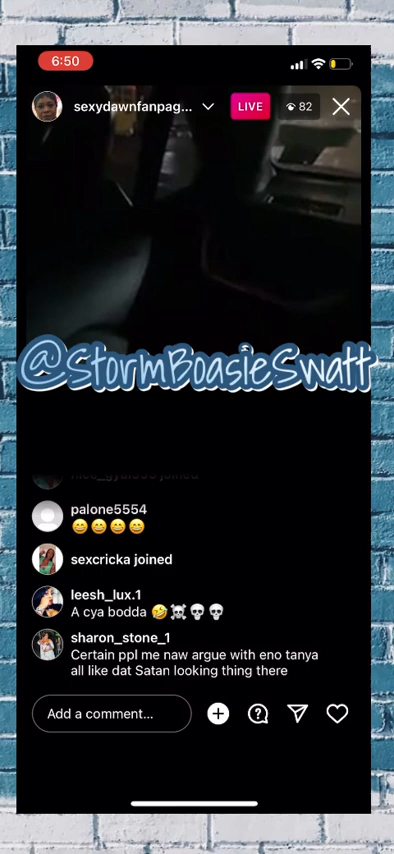 6:50
sexydawnfanpag...
LIVE
82
@StormBoasieSwatt
joined
palone5554
😄😄😄😄
sexcricka joined
leesh_lux.1
A cya bodda 🤣☠️💀💀
sharon_stone_1
Certain ppl me naw argue with eno tanya
all like dat Satan looking thing there
Add a comment...